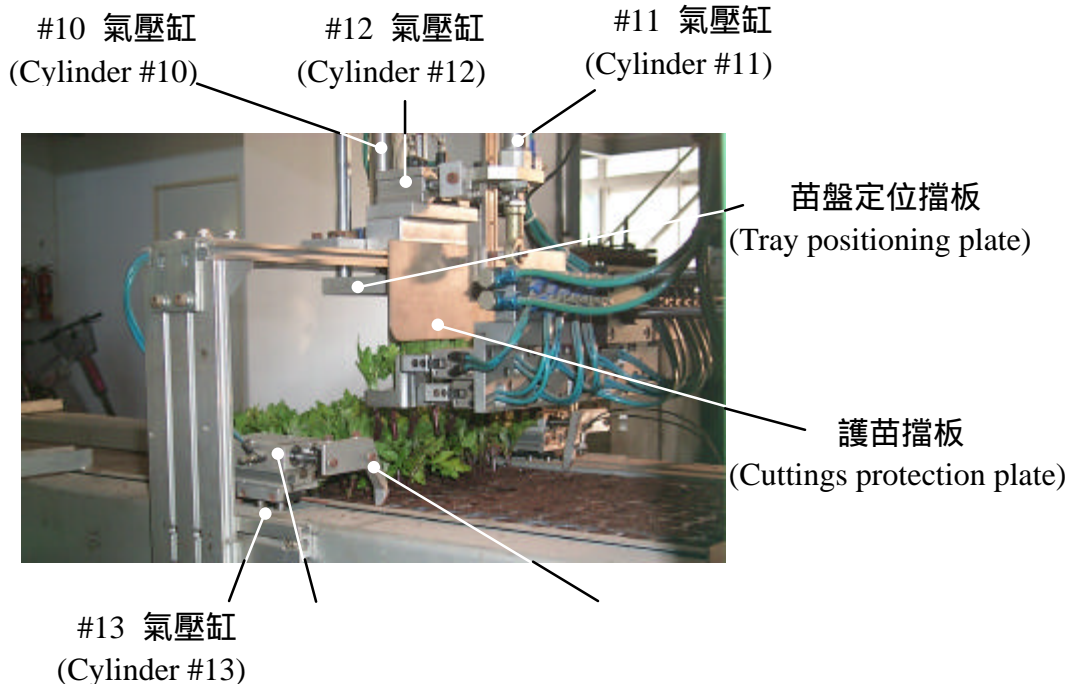 #10 氣壓缸
(Cylinder #10)
#12 氣壓缸
(Cylinder #12)
#11 氣壓缸
(Cylinder #11)
苗盤定位擋板
(Tray positioning plate)
護苗擋板
(Cuttings protection plate)
#13 氣壓缸
(Cylinder #13)